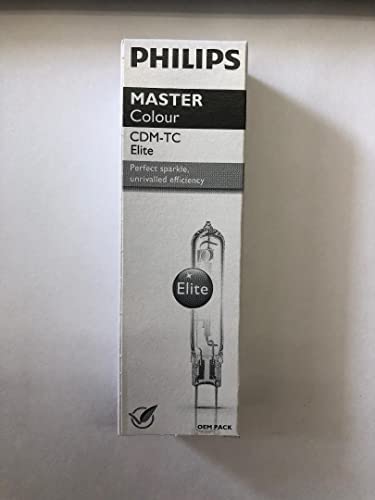 PHILIPS
MASTER
Colour
CDM-TC
Elite
Perfect sparkle,
unrivalled efficiency
Elite
OEM PACK